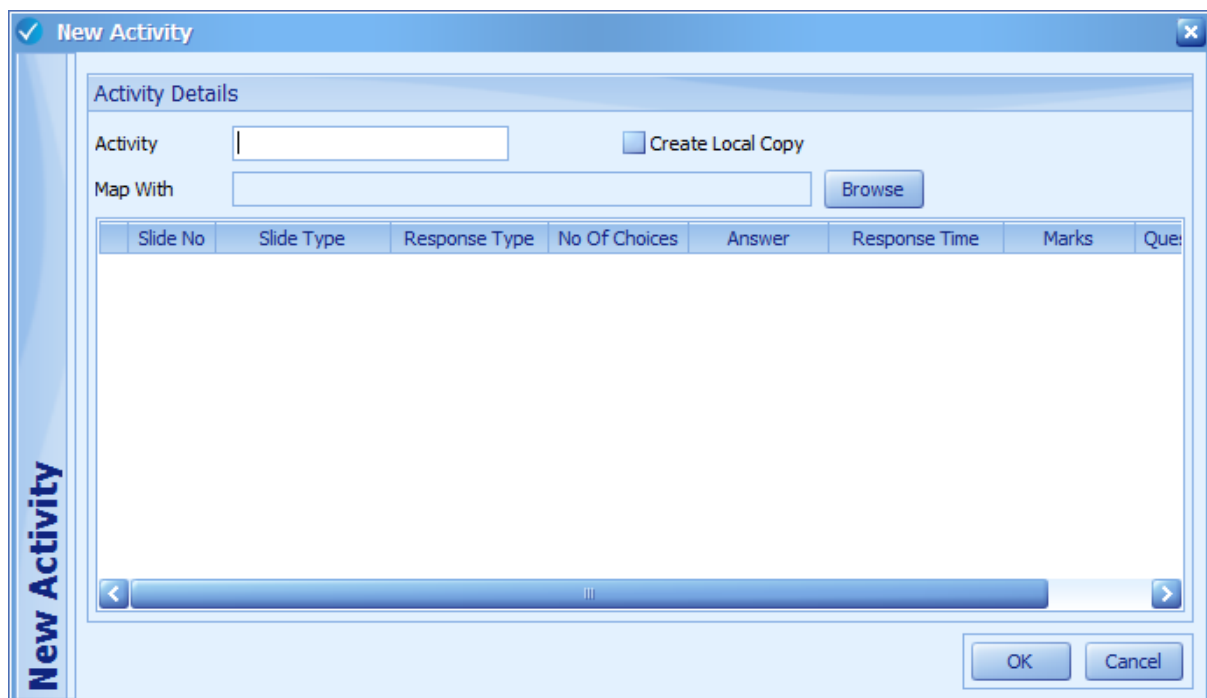 New Activity
Activity Details
Activity Create Local Copy
Map With Browse
Slide No Slide Type Response Type No Of Choices Answer Response Time Marks Ques
New Activity
OK Cancel